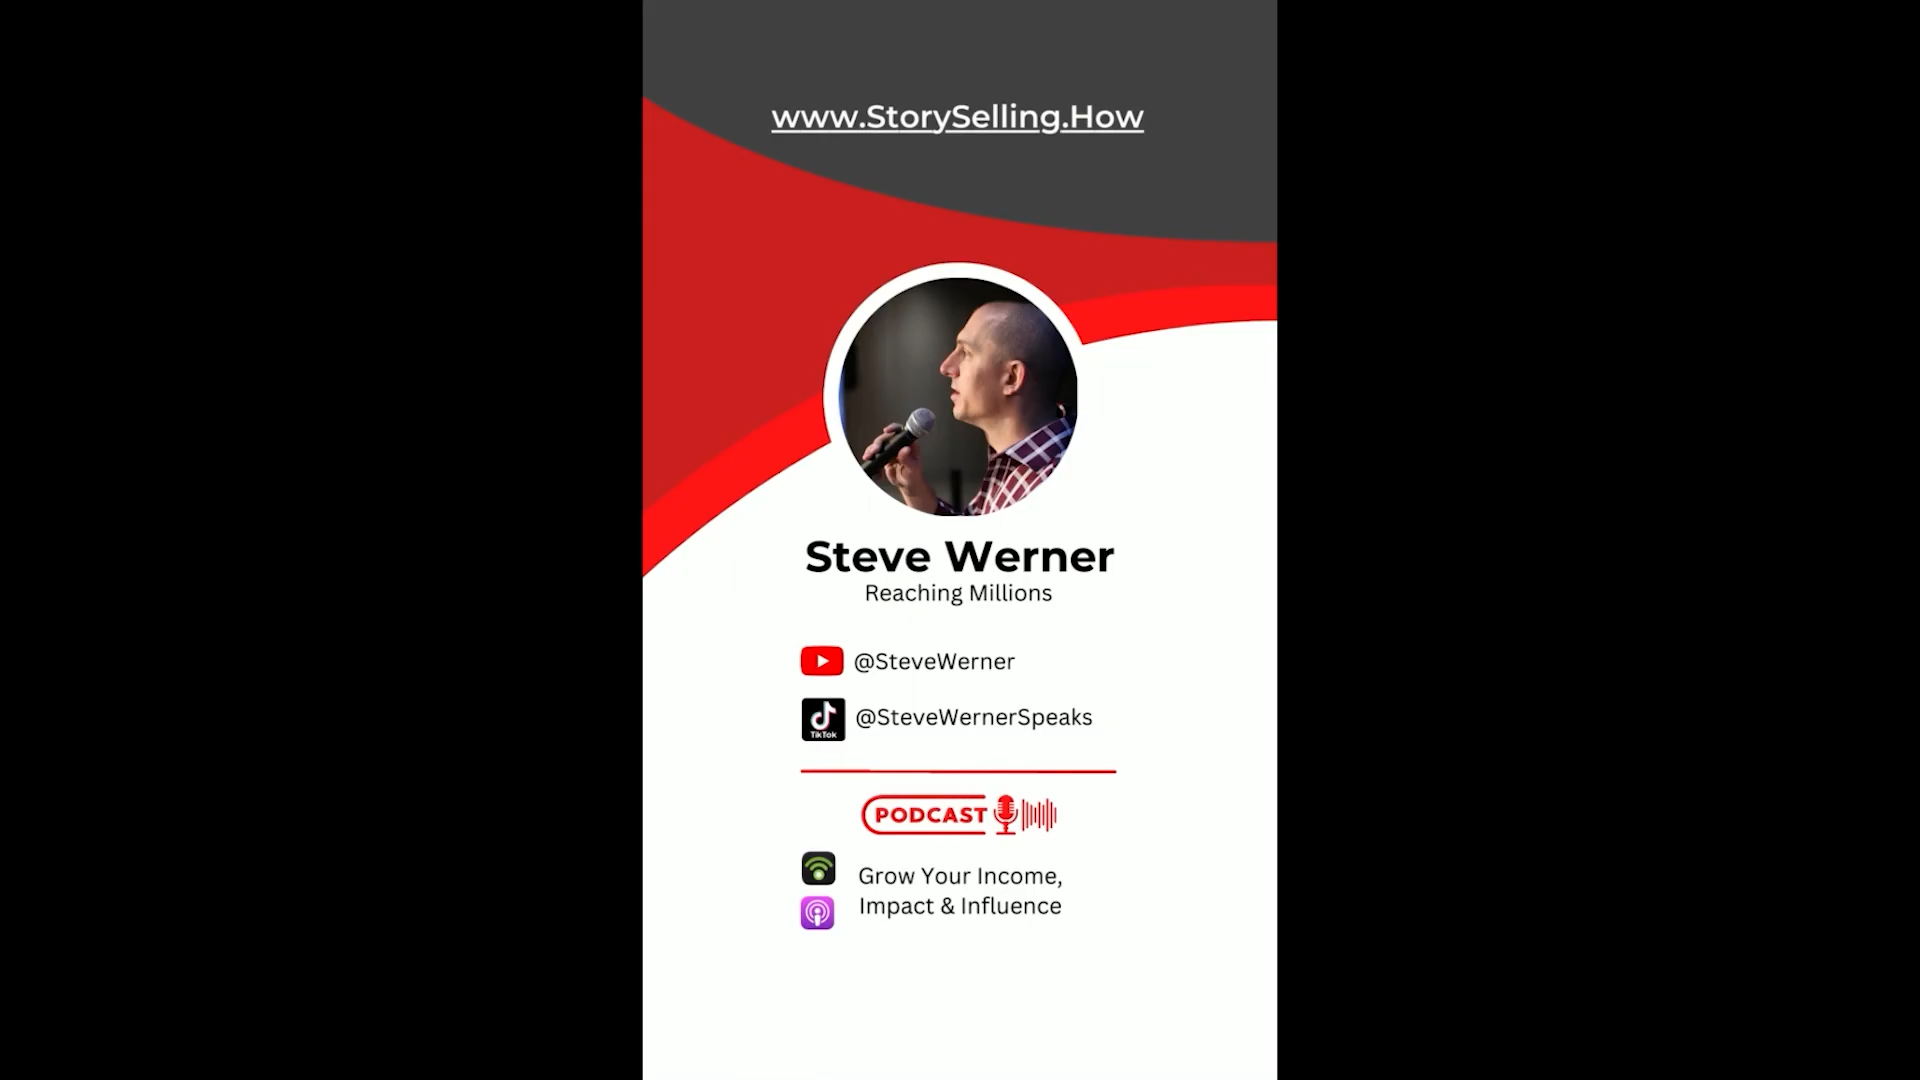 www.StorySelling.How
Steve Werner
Reaching Millions
@SteveWerner
TikTok
@SteveWernerSpeaks
PODCAST
Grow Your Income,
Impact & Influence